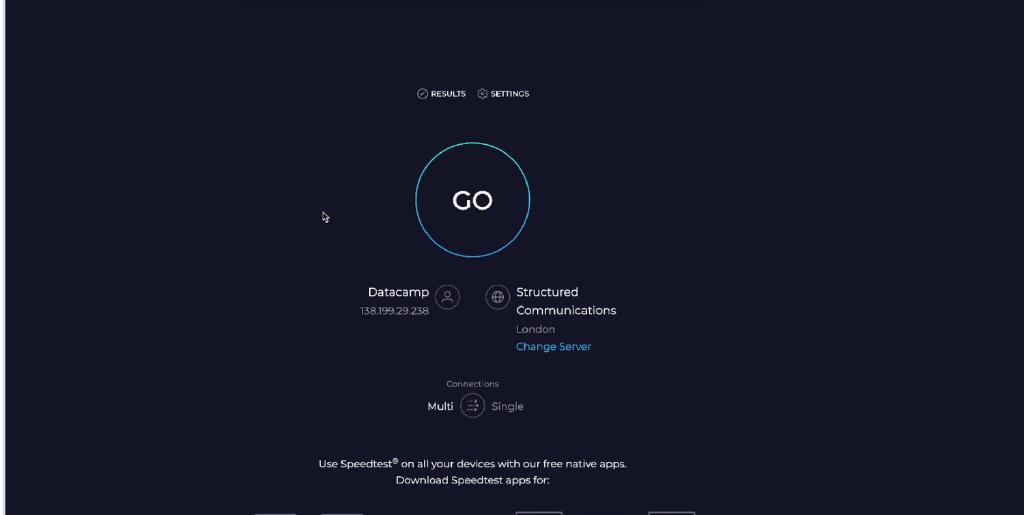 RESULTS SETTINGS
GO
Datacamp
138.199.29.238
Structured
Communications
London
Change Server
Connections
Multi Single
Use Speedtest® on all your devices with our free native apps.
Download Speedtest apps for: